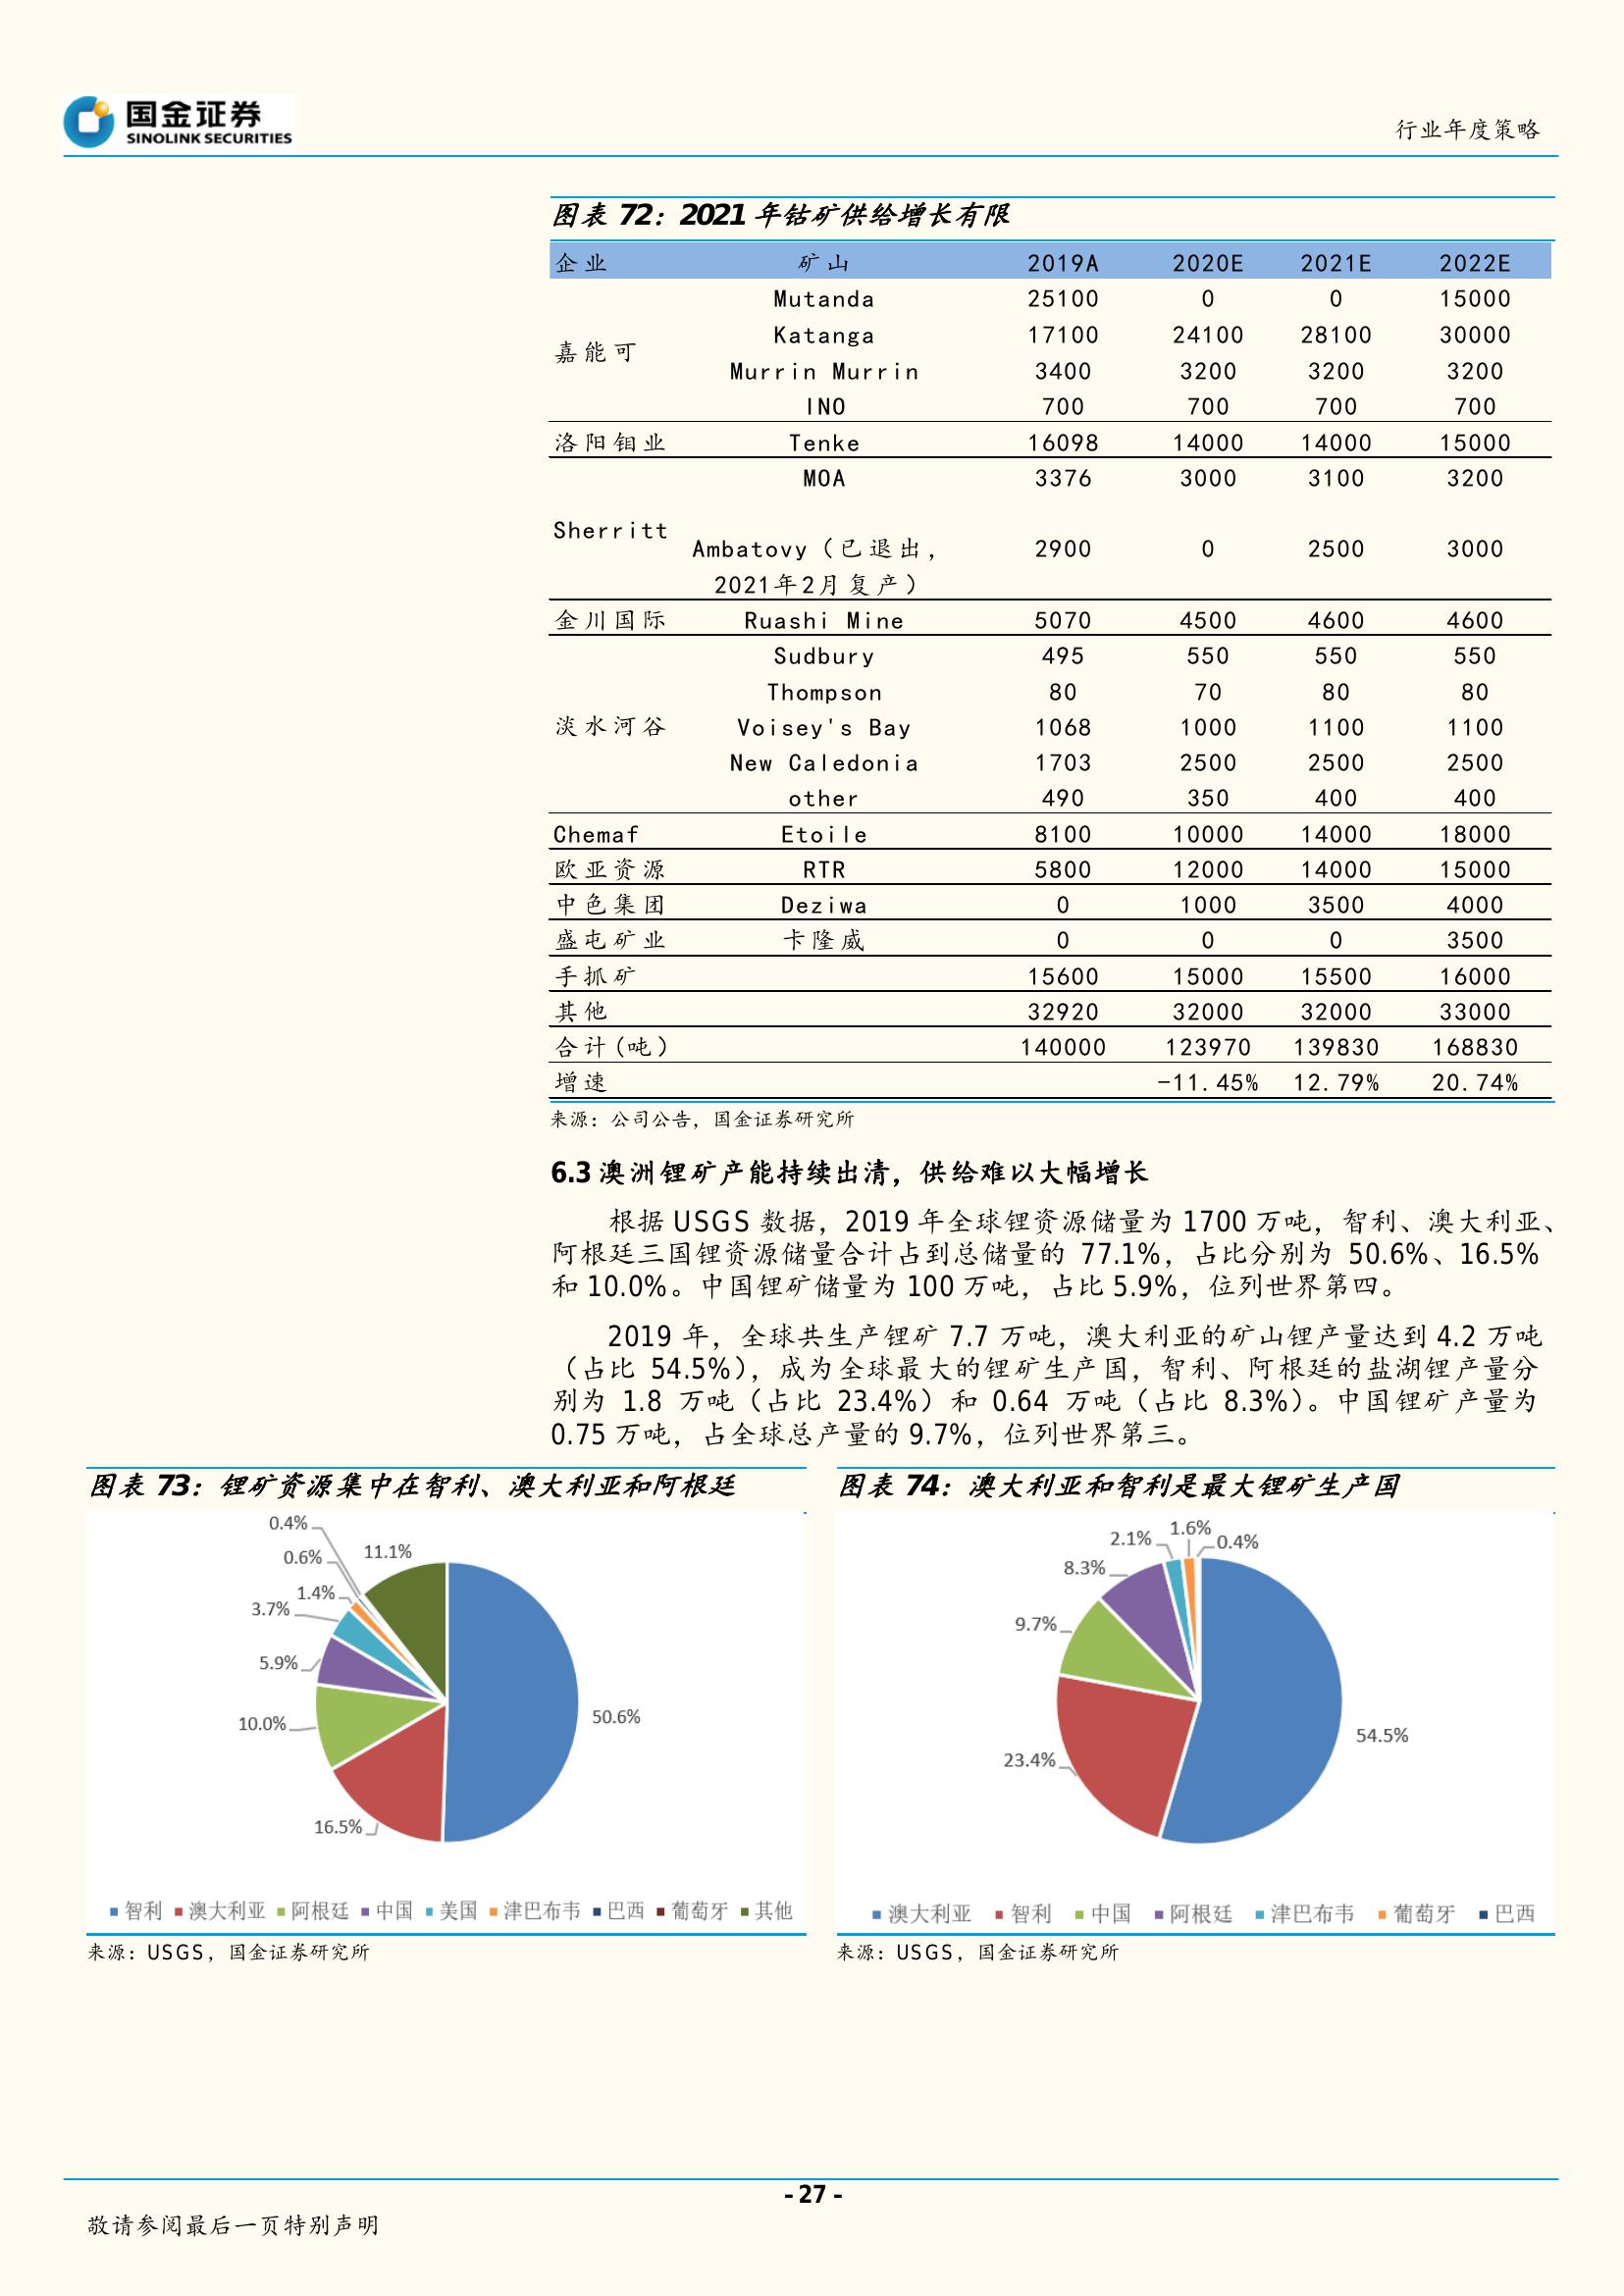 国金证券
SINOLINK SECURITIES
行业年度策略
图表 72：2021 年钴矿供给增长有限
企业 矿山 2019A 2020E 2021E 2022E
嘉能可 Mutanda 25100 0 0 15000
Katanga 17100 24100 28100 30000
Murrin Murrin 3400 3200 3200 3200
INO 700 700 700 700
洛阳钼业 Tenke 16098 14000 14000 15000
Sherritt MOA 3376 3000 3100 3200
Ambatovy（已退出， 2900 0 2500 3000
2021年2月复产）
金川国际 Ruashi Mine 5070 4500 4600 4600
淡水河谷 Sudbury 495 550 550 550
Thompson 80 70 80 80
Voisey's Bay 1068 1000 1100 1100
New Caledonia 1703 2500 2500 2500
other 490 350 400 400
Chemaf Etoile 8100 10000 14000 18000
欧亚资源 RTR 5800 12000 14000 15000
中色集团 Deziwa 0 1000 3500 4000
盛屯矿业 卡隆威 0 0 0 3500
手抓矿 15600 15000 15500 16000
其他 32920 32000 32000 33000
合计(吨) 140000 123970 139830 168830
增速 -11.45% 12.79% 20.74%
来源：公司公告，国金证券研究所
6.3 澳洲锂矿产能持续出清，供给难以大幅增长
根据 USGS 数据，2019 年全球锂资源储量为 1700 万吨，智利、澳大利亚、
阿根廷三国锂资源储量合计占到总储量的 77.1%，占比分别为 50.6%、16.5%
和 10.0%。中国锂矿储量为 100 万吨，占比 5.9%，位列世界第四。
2019 年，全球共生产锂矿 7.7 万吨，澳大利亚的矿山锂产量达到 4.2 万吨
（占比 54.5%），成为全球最大的锂矿生产国，智利、阿根廷的盐湖锂产量分
别为 1.8 万吨（占比 23.4%）和 0.64 万吨（占比 8.3%）。中国锂矿产量为
0.75 万吨，占全球总产量的 9.7%，位列世界第三。
图表 73：锂矿资源集中在智利、澳大利亚和阿根廷
0.4%
0.6%
11.1%
1.4%
3.7%
5.9%
10.0%
50.6%
16.5%
智利 澳大利亚 阿根廷 中国 美国 津巴布韦 巴西 葡萄牙 其他
来源：USGS，国金证券研究所
图表 74：澳大利亚和智利是最大锂矿生产国
1.6%
2.1%
0.4%
8.3%
9.7%
54.5%
23.4%
澳大利亚 智利 中国 阿根廷 津巴布韦 葡萄牙 巴西
来源：USGS，国金证券研究所
- 27 -
敬请参阅最后一页特别声明